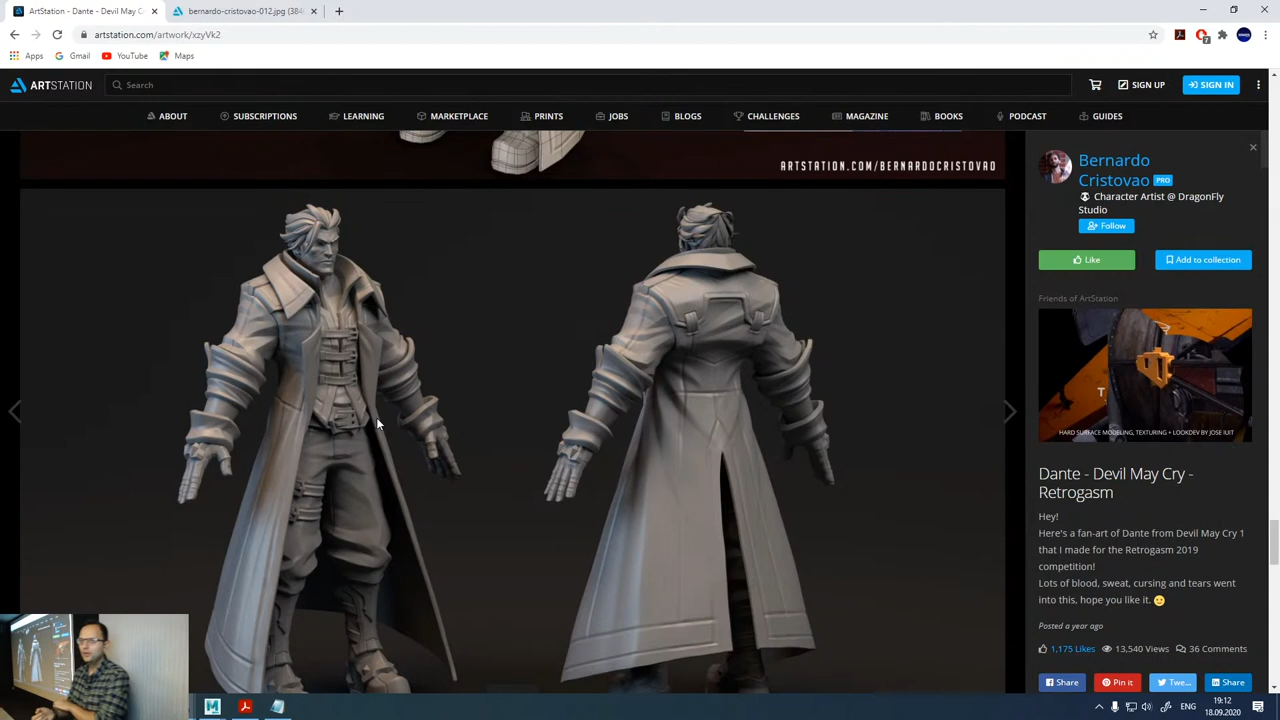 ArtStation - Dante - Devil May C
bernardo-cristovao-012.jpg (384
artstation.com/artwork/xzyVk2
7
Apps
Gmail
YouTube
Maps
ARTSTATION
Search
SIGN UP
SIGN IN
ABOUT
SUBSCRIPTIONS
LEARNING
MARKETPLACE
PRINTS
JOBS
BLOGS
CHALLENGES
MAGAZINE
BOOKS
PODCAST
GUIDES
ARTSTATION.COM/BERNARDOCRISTOVAO
Bernardo
Cristovao PRO
Character Artist @ DragonFly
Studio
Follow
Like
Add to collection
Friends of ArtStation
HARD SURFACE MODELING, TEXTURING + LOOKDEV BY JOSE IUIT
Dante - Devil May Cry -
Retrogasm
Hey!
Here's a fan-art of Dante from Devil May Cry 1
that I made for the Retrogasm 2019
competition!
Lots of blood, sweat, cursing and tears went
into this, hope you like it.
Posted a year ago
1,175 Likes
13,540 Views
36 Comments
Share
Pin it
Twe...
Share
ENG
19:12
18.09.2020